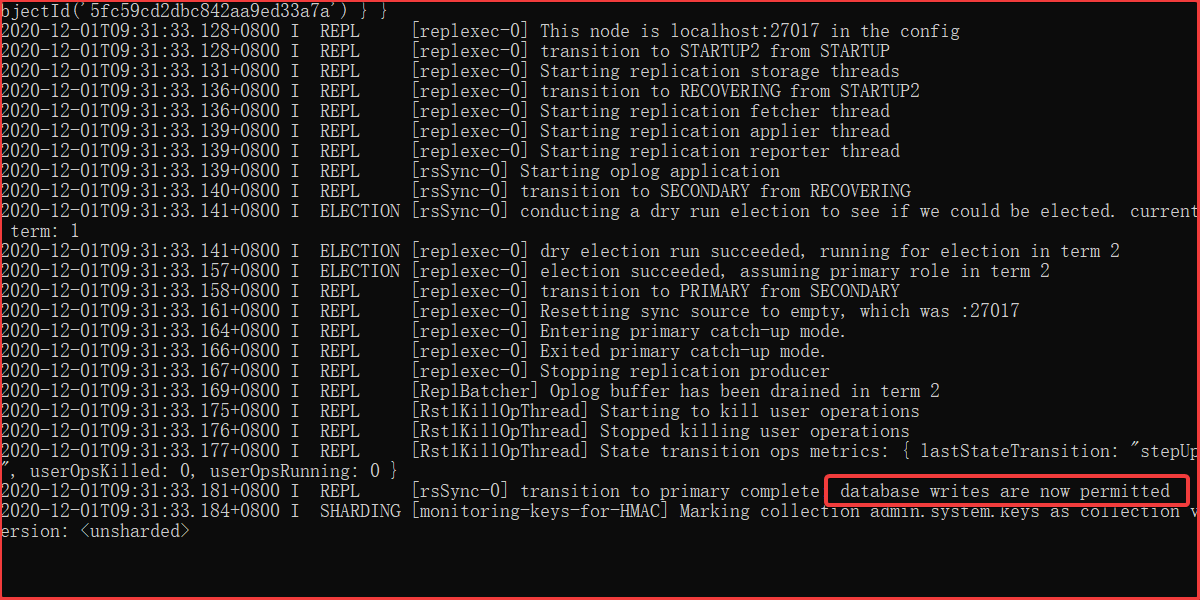 bjectId('5fc59cd2dbc842aa9ed33a7a') } }
2020-12-01T09:31:33.128+0800 I  REPL     [replexec-0] This node is localhost:27017 in the config
2020-12-01T09:31:33.128+0800 I  REPL     [replexec-0] transition to STARTUP2 from STARTUP
2020-12-01T09:31:33.131+0800 I  REPL     [replexec-0] Starting replication storage threads
2020-12-01T09:31:33.136+0800 I  REPL     [replexec-0] transition to RECOVERING from STARTUP2
2020-12-01T09:31:33.136+0800 I  REPL     [replexec-0] Starting replication fetcher thread
2020-12-01T09:31:33.139+0800 I  REPL     [replexec-0] Starting replication applier thread
2020-12-01T09:31:33.139+0800 I  REPL     [replexec-0] Starting replication reporter thread
2020-12-01T09:31:33.139+0800 I  REPL     [rsSync-0] Starting oplog application
2020-12-01T09:31:33.140+0800 I  REPL     [rsSync-0] transition to SECONDARY from RECOVERING
2020-12-01T09:31:33.141+0800 I  ELECTION [rsSync-0] conducting a dry run election to see if we could be elected. current
 term: 1
2020-12-01T09:31:33.141+0800 I  ELECTION [replexec-0] dry election run succeeded, running for election in term 2
2020-12-01T09:31:33.157+0800 I  ELECTION [replexec-0] election succeeded, assuming primary role in term 2
2020-12-01T09:31:33.158+0800 I  REPL     [replexec-0] transition to PRIMARY from SECONDARY
2020-12-01T09:31:33.161+0800 I  REPL     [replexec-0] Resetting sync source to empty, which was :27017
2020-12-01T09:31:33.164+0800 I  REPL     [replexec-0] Entering primary catch-up mode.
2020-12-01T09:31:33.166+0800 I  REPL     [replexec-0] Exited primary catch-up mode.
2020-12-01T09:31:33.167+0800 I  REPL     [replexec-0] Stopping replication producer
2020-12-01T09:31:33.169+0800 I  REPL     [ReplBatcher] Oplog buffer has been drained in term 2
2020-12-01T09:31:33.175+0800 I  REPL     [RstlKillOpThread] Starting to kill user operations
2020-12-01T09:31:33.176+0800 I  REPL     [RstlKillOpThread] Stopped killing user operations
2020-12-01T09:31:33.177+0800 I  REPL     [RstlKillOpThread] State transition ops metrics: { lastStateTransition: "stepUp
", userOpsKilled: 0, userOpsRunning: 0 }
2020-12-01T09:31:33.181+0800 I  REPL     [rsSync-0] transition to primary complete database writes are now permitted
2020-12-01T09:31:33.184+0800 I  SHARDING [monitoring-keys-for-HMAC] Marking collection admin.system.keys as collection v
ersion: <unsharded>